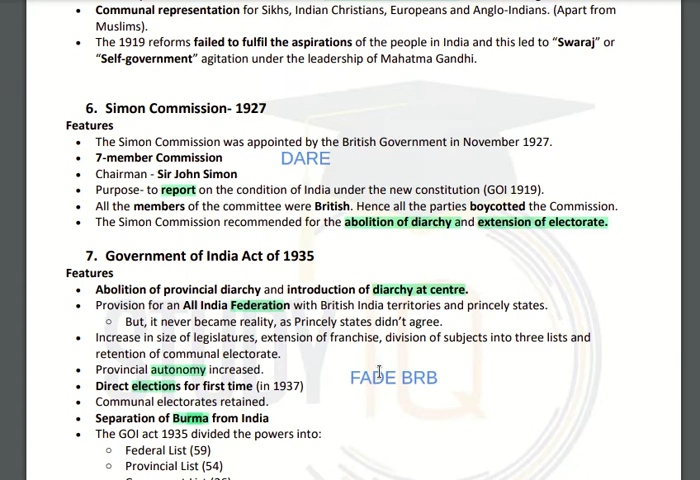 • Communal representation for Sikhs, Indian Christians, Europeans and Anglo-Indians. (Apart from
Muslims).
• The 1919 reforms failed to fulfil the aspirations of the people in India and this led to “Swaraj” or
“Self-government” agitation under the leadership of Mahatma Gandhi.
6. Simon Commission- 1927
Features
• The Simon Commission was appointed by the British Government in November 1927.
• 7-member Commission
DARE
• Chairman - Sir John Simon
• Purpose- to report on the condition of India under the new constitution (GOI 1919).
• All the members of the committee were British. Hence all the parties boycotted the Commission.
• The Simon Commission recommended for the abolition of diarchy and extension of electorate.
7. Government of India Act of 1935
Features
• Abolition of provincial diarchy and introduction of diarchy at centre.
• Provision for an All India Federation with British India territories and princely states.
o But, it never became reality, as Princely states didn’t agree.
• Increase in size of legislatures, extension of franchise, division of subjects into three lists and
retention of communal electorate.
• Provincial autonomy increased.
FADE BRB
• Direct elections for first time (in 1937)
• Communal electorates retained.
• Separation of Burma from India
• The GOI act 1935 divided the powers into:
o Federal List (59)
o Provincial List (54)
STUDY IQ